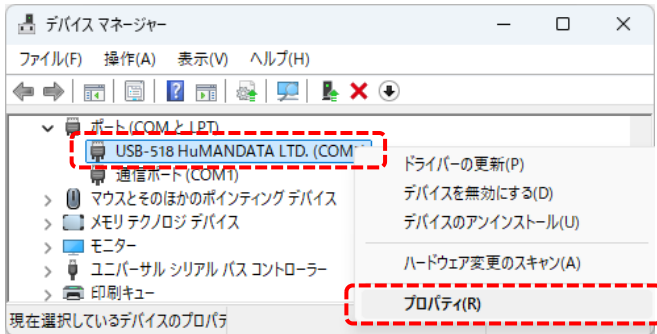 デバイス マネージャー
ファイル(F) 操作(A) 表示(V) ヘルプ(H)
ポート (COM と LPT)
USB-518 HuMANDATA LTD. (COM
通信ポート (COM1)
マウスとそのほかのポインティング デバイス
メモリ テクノロジ デバイス
モニター
ユニバーサル シリアル バス コントローラー
印刷キュー
現在選択しているデバイスのプロパテ
ドライバーの更新(P)
デバイスを無効にする(D)
デバイスのアンインストール(U)
ハードウェア変更のスキャン(A)
プロパティ(R)